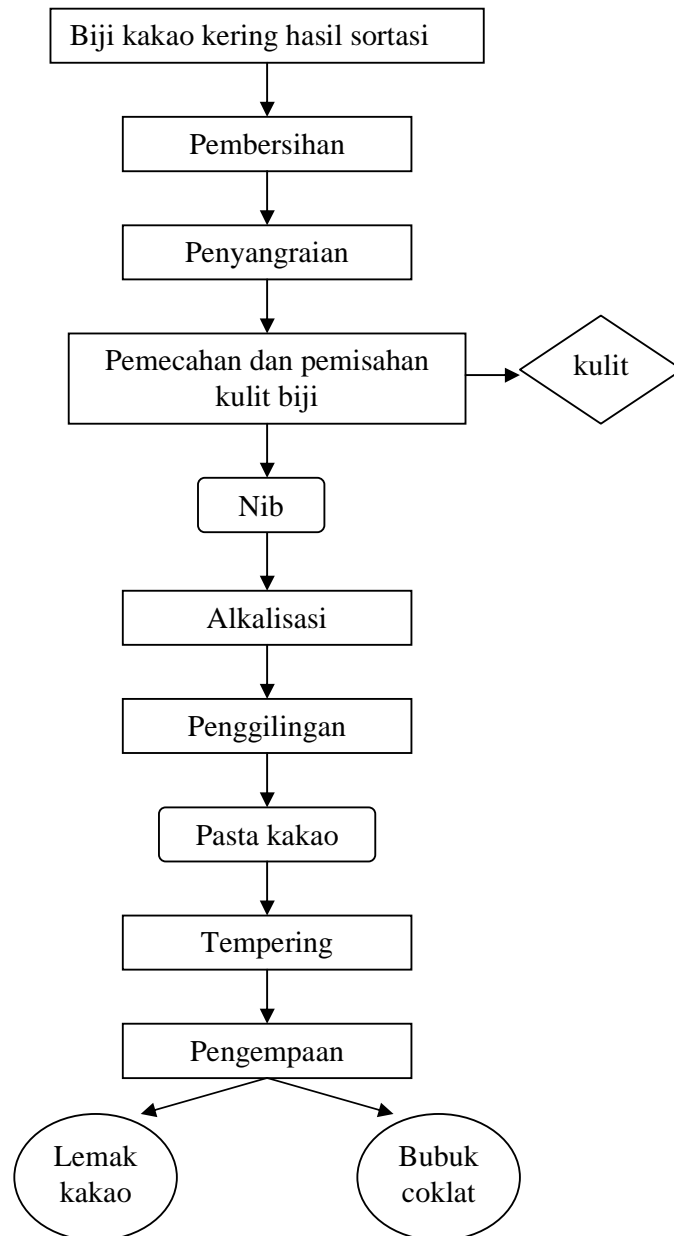 Biji kakao kering hasil sortasi
Pembersihan
Penyangraian
Pemecahan dan pemisahan
kulit biji
kulit
Nib
Alkalisasi
Penggilingan
Pasta kakao
Tempering
Pengempaan
Lemak
kakao
Bubuk
coklat